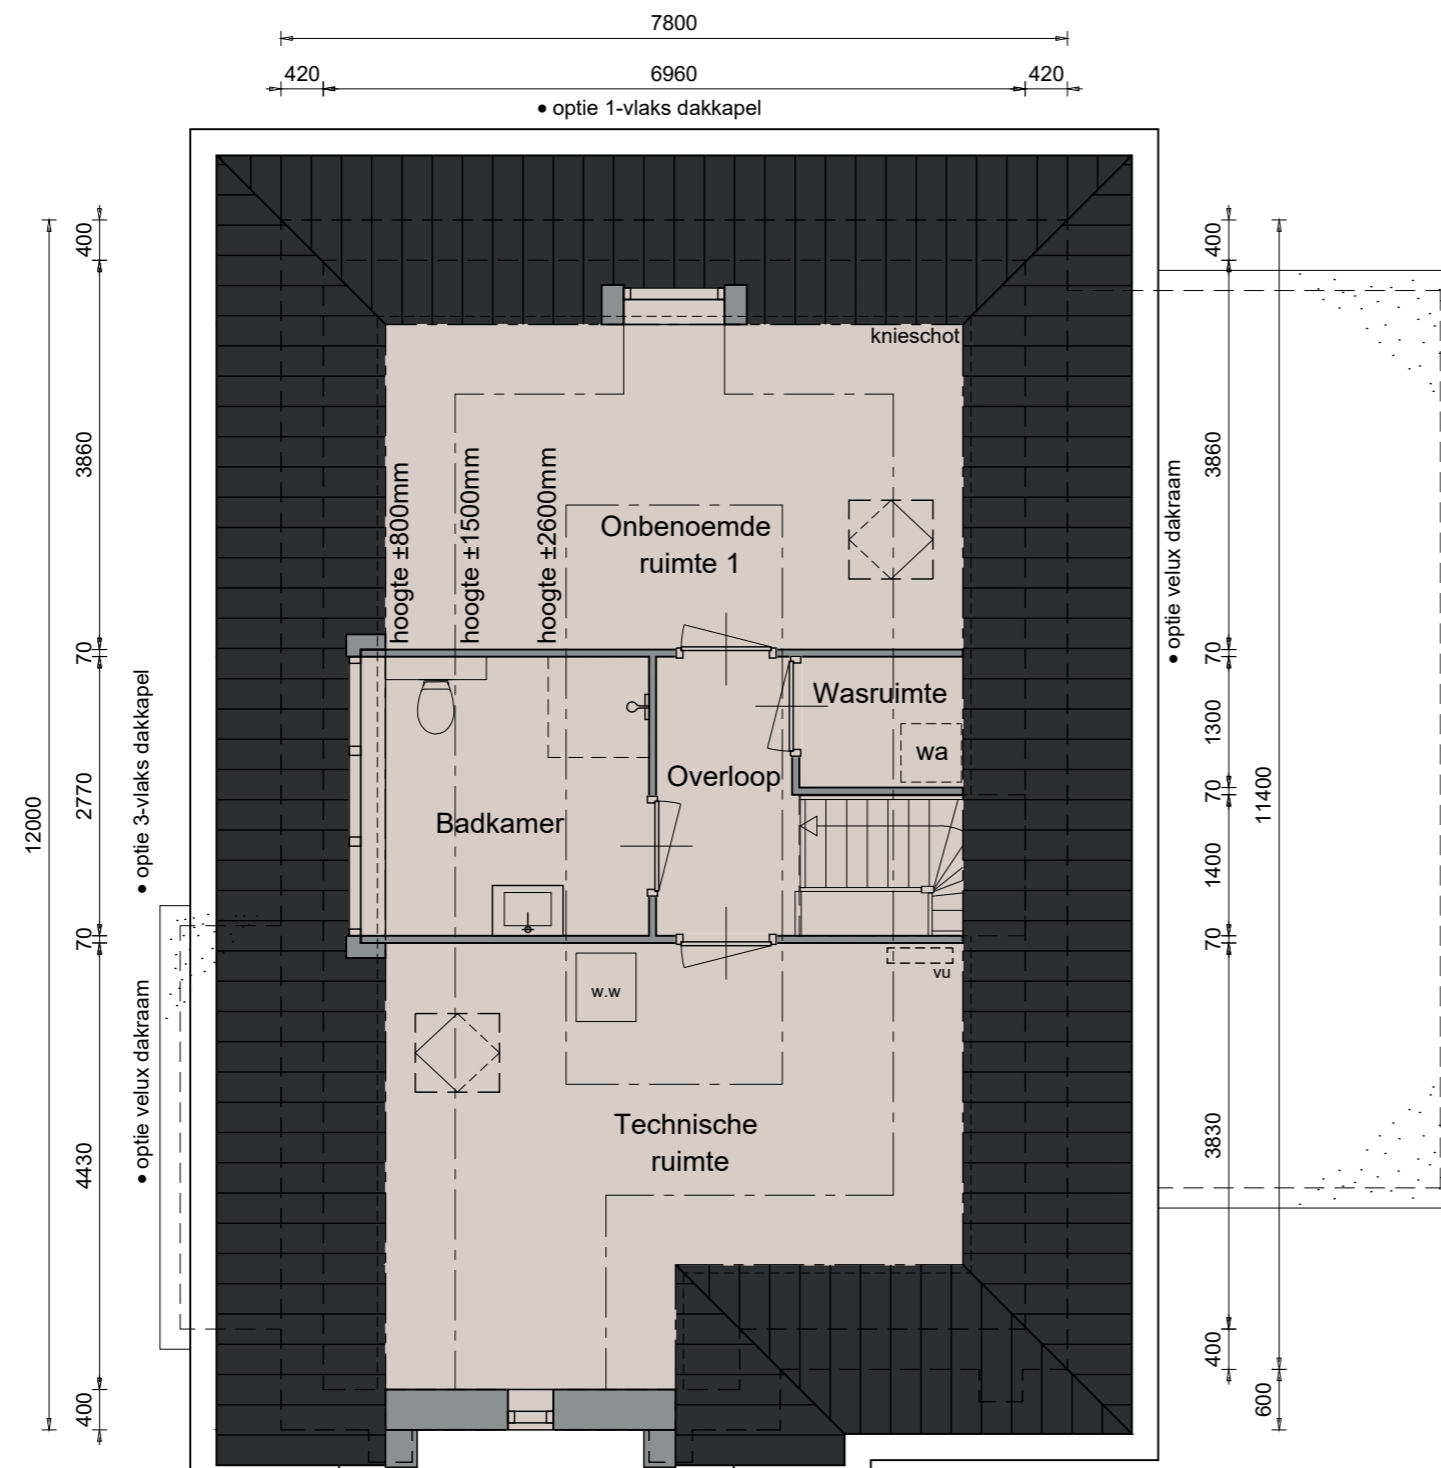 7800
420
6960
420
• optie 1-vlaks dakkapel
400
3860
70
2770
70
4430
400
12000
• optie 3-vlaks dakkapel
• optie velux dakraam
knieschot
hoogte ±800mm
hoogte ±1500mm
hoogte ±2600mm
Onbenoemde
ruimte 1
Wasruimte
wa
Overloop
Badkamer
w.w
vu
Technische
ruimte
• optie velux dakraam
400
3860
70
1300
70
1400
70
3830
400
11400
600